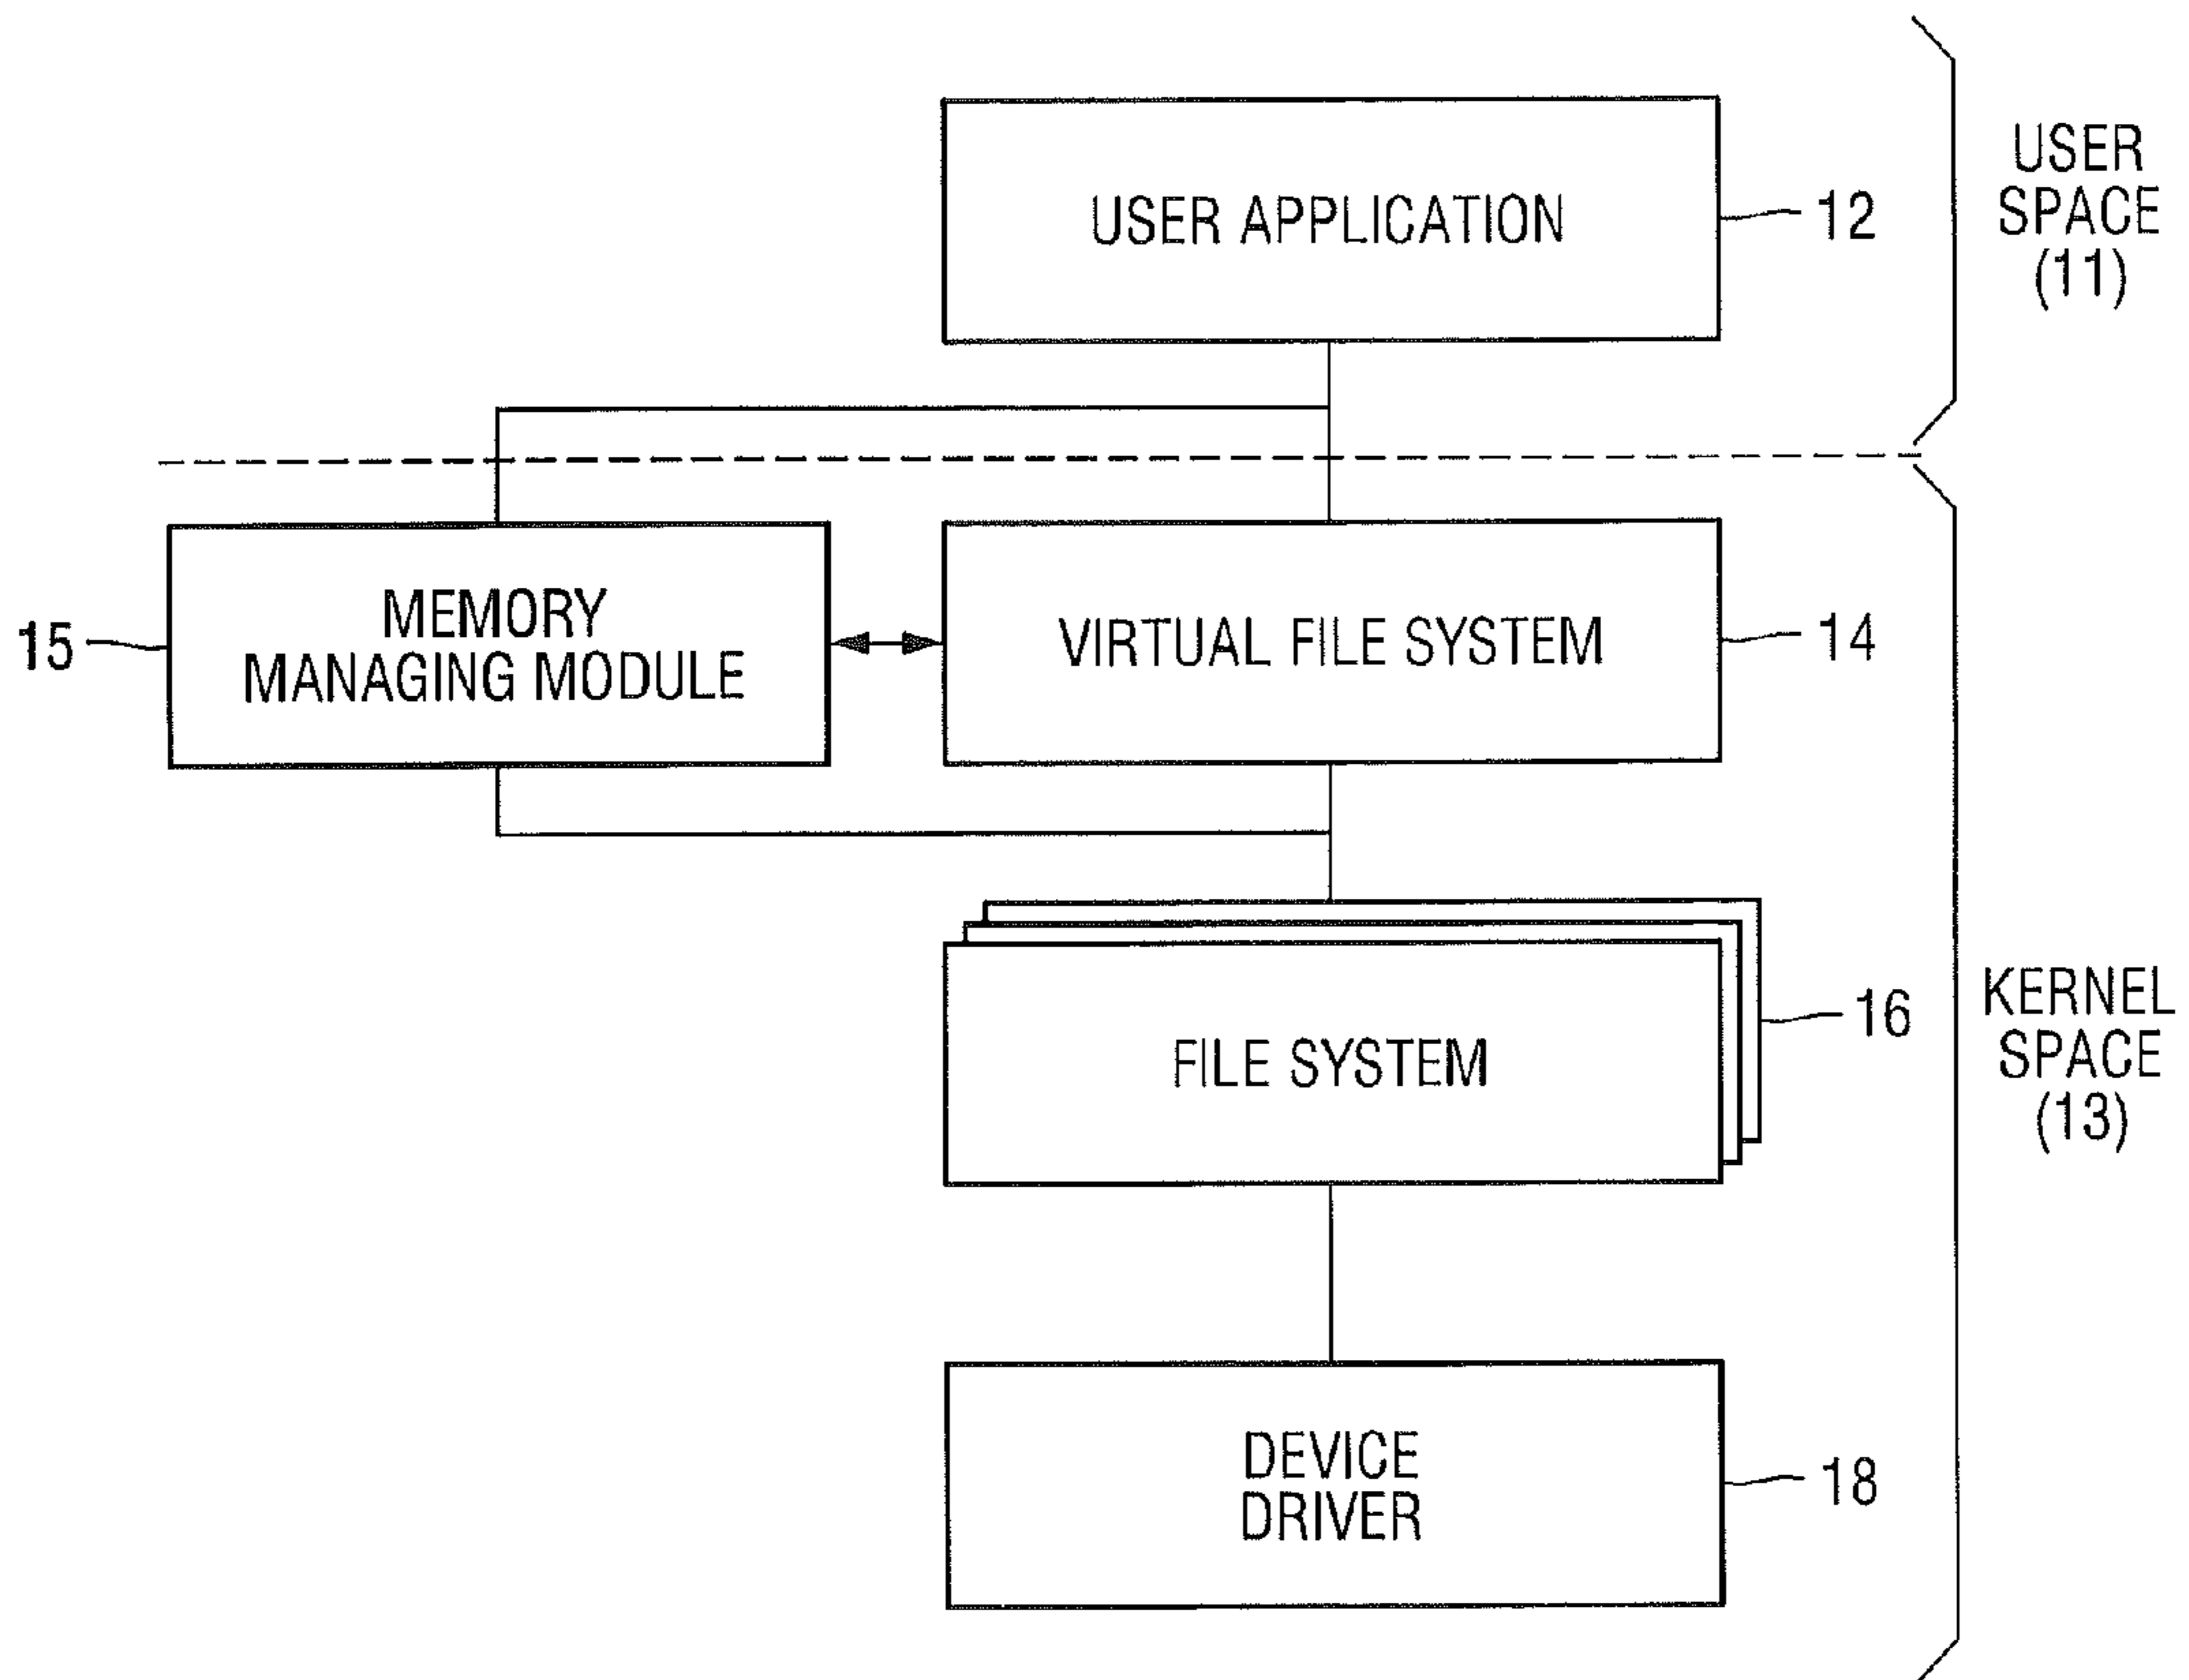 USER APPLICATION
12
USER
SPACE
(11)
15
MEMORY
MANAGING MODULE
VIRTUAL FILE SYSTEM
14
FILE SYSTEM
16
KERNEL
SPACE
(13)
DEVICE
DRIVER
18